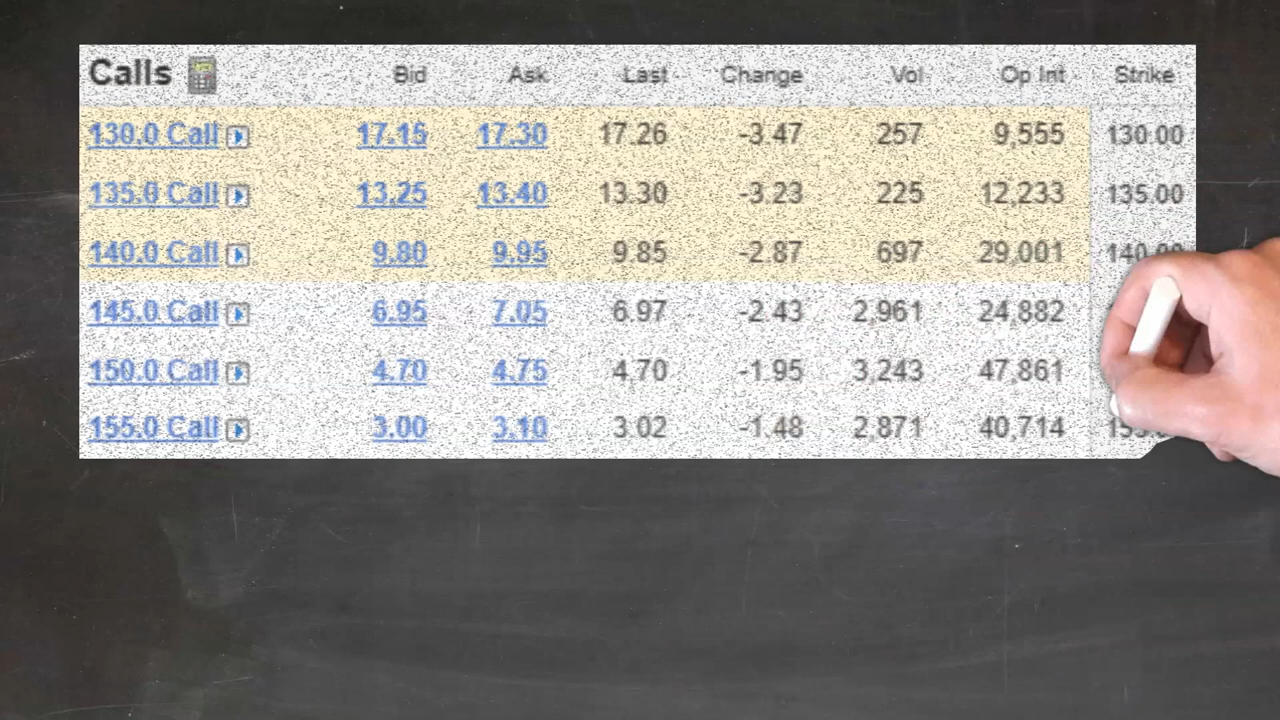 Calls Bid Ask Last Change Vol Op Int Strike
130.0 Call 17.15 17.30 17.26 -3.47 257 9,555 130.00
135.0 Call 13.25 13.40 13.30 -3.23 225 12,233 135.00
140.0 Call 9.80 9.95 9.85 -2.87 697 29,001
145.0 Call 6.95 7.05 6.97 -2.43 2,961 24,882
150.0 Call 4.70 4.75 4.70 -1.95 3,243 47,861
155.0 Call 3.00 3.10 3.02 -1.48 2,871 40,714